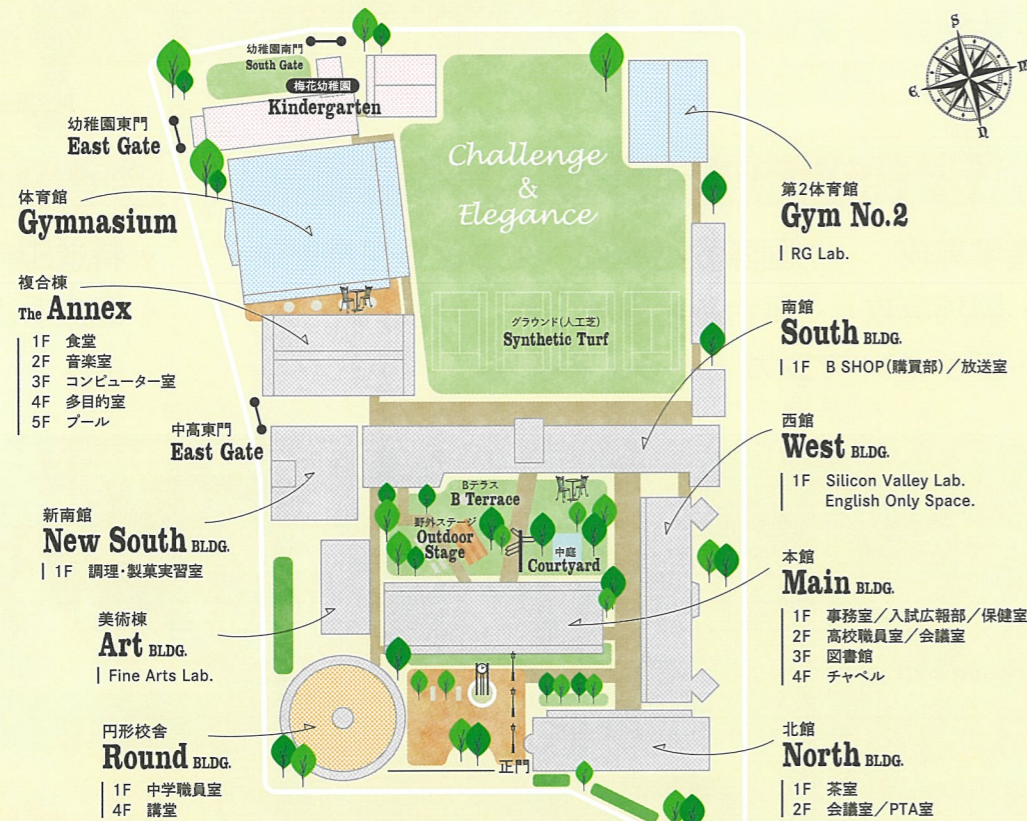 幼稚園南門
South Gate
梅花幼稚園
Kindergarten
幼稚園東門
East Gate
体育館
Gymnasium
複合棟
The Annex
1F 食堂
2F 音楽室
3F コンピューター室
4F 多目的室
5F プール
中高東門
East Gate
新南館
New South BLDG.
1F 調理・製菓実習室
美術棟
Art BLDG.
Fine Arts Lab.
円形校舎
Round BLDG.
1F 中学職員室
4F 講堂
Challenge
&
Elegance
グラウンド(人工芝)
Synthetic Turf
Bテラス
B Terrace
野外ステージ
Outdoor
Stage
中庭
Courtyard
正門
S
E
W
N
第2体育館
Gym No.2
RG Lab.
南館
South BLDG.
1F B SHOP(購買部)/放送室
西館
West BLDG.
1F Silicon Valley Lab.
English Only Space.
本館
Main BLDG.
1F 事務室/入試広報部/保健室
2F 高校職員室/会議室
3F 図書館
4F チャペル
北館
North BLDG.
1F 茶室
2F 会議室/PTA室